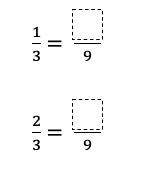 1/3 = □/9
2/3 = □/9